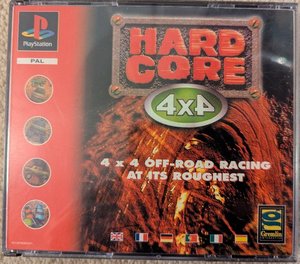 PlayStation
PAL
HARD
CORE
4x4
4 x 4 OFF-ROAD RACING
AT ITS ROUGHEST
Gremlin